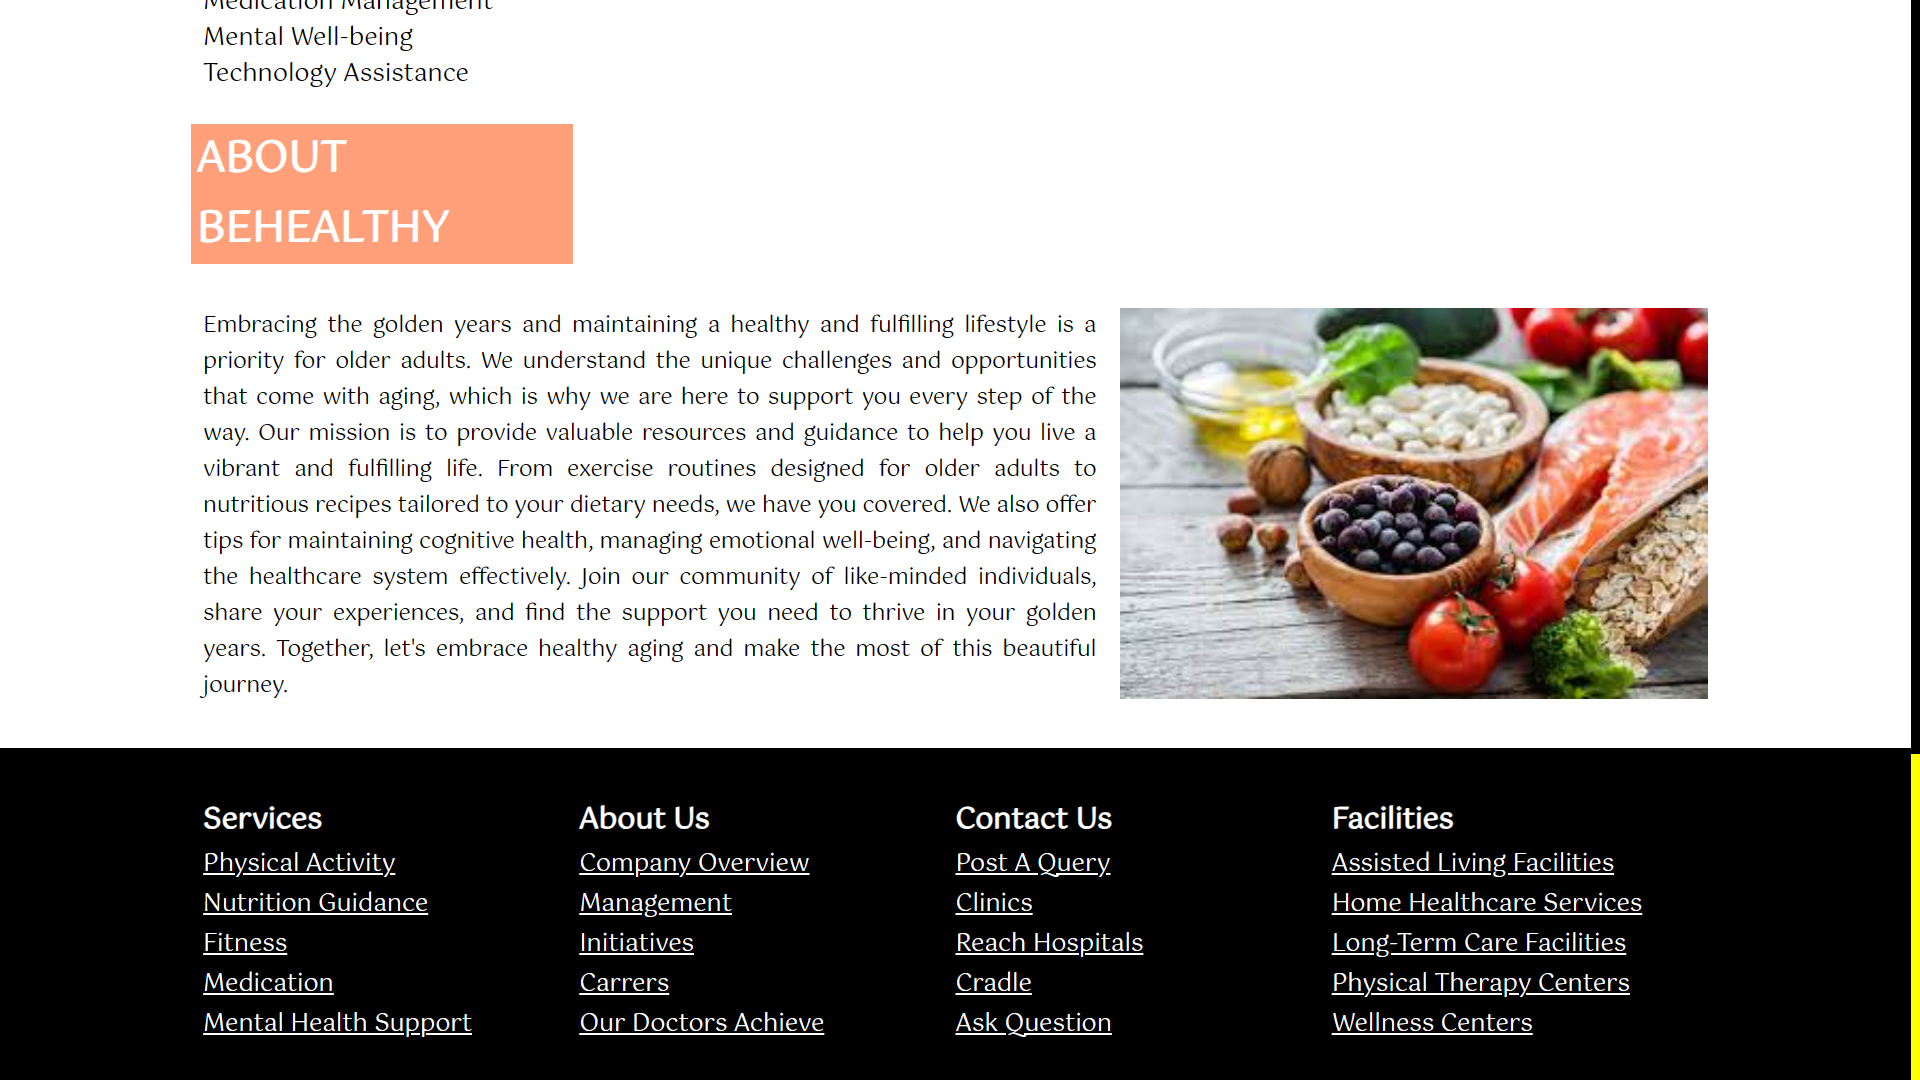 Medication Management
Mental Well-being
Technology Assistance
ABOUT
BEHEALTHY
Embracing the golden years and maintaining a healthy and fulfilling lifestyle is a
priority for older adults. We understand the unique challenges and opportunities
that come with aging, which is why we are here to support you every step of the
way. Our mission is to provide valuable resources and guidance to help you live a
vibrant and fulfilling life. From exercise routines designed for older adults to
nutritious recipes tailored to your dietary needs, we have you covered. We also offer
tips for maintaining cognitive health, managing emotional well-being, and navigating
the healthcare system effectively. Join our community of like-minded individuals,
share your experiences, and find the support you need to thrive in your golden
years. Together, let's embrace healthy aging and make the most of this beautiful
journey.
Services
Physical Activity
Nutrition Guidance
Fitness
Medication
Mental Health Support
About Us
Company Overview
Management
Initiatives
Carrers
Our Doctors Achieve
Contact Us
Post A Query
Clinics
Reach Hospitals
Cradle
Ask Question
Facilities
Assisted Living Facilities
Home Healthcare Services
Long-Term Care Facilities
Physical Therapy Centers
Wellness Centers